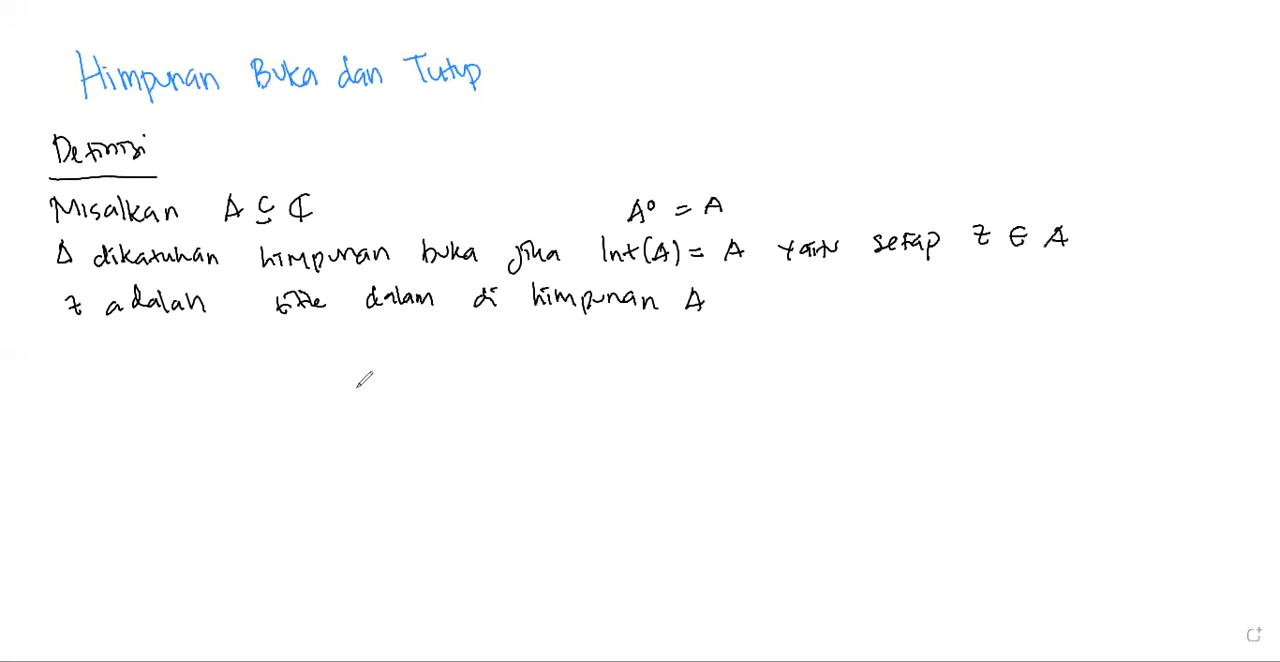 Himpunan Buka dan Tutup
Definisi
Misalkan A ⊆ ℂ
A° = A
A dikatakan himpunan buka jika Int(A) = A yaitu setiap z ∈ A
z adalah titik dalam di himpunan A